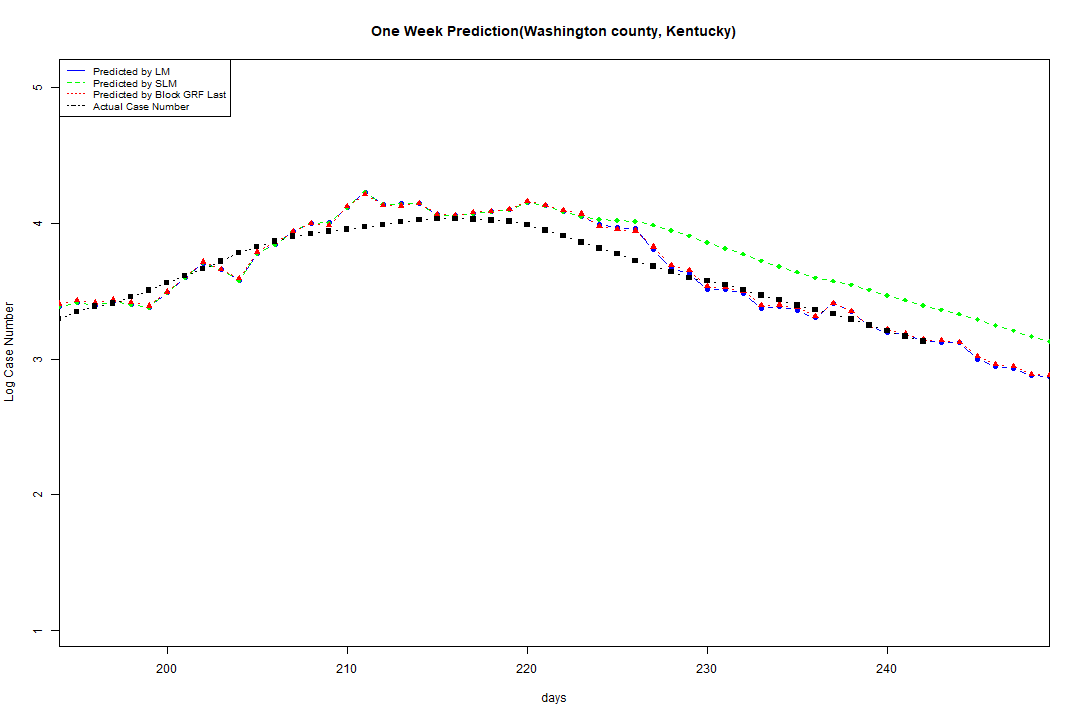 One Week Prediction(Washington county, Kentucky)
Predicted by LM
Predicted by SLM
Predicted by Block GRF Last
Actual Case Number
5
4
3
2
1
Log Case Number
200 210 220 230 240
days